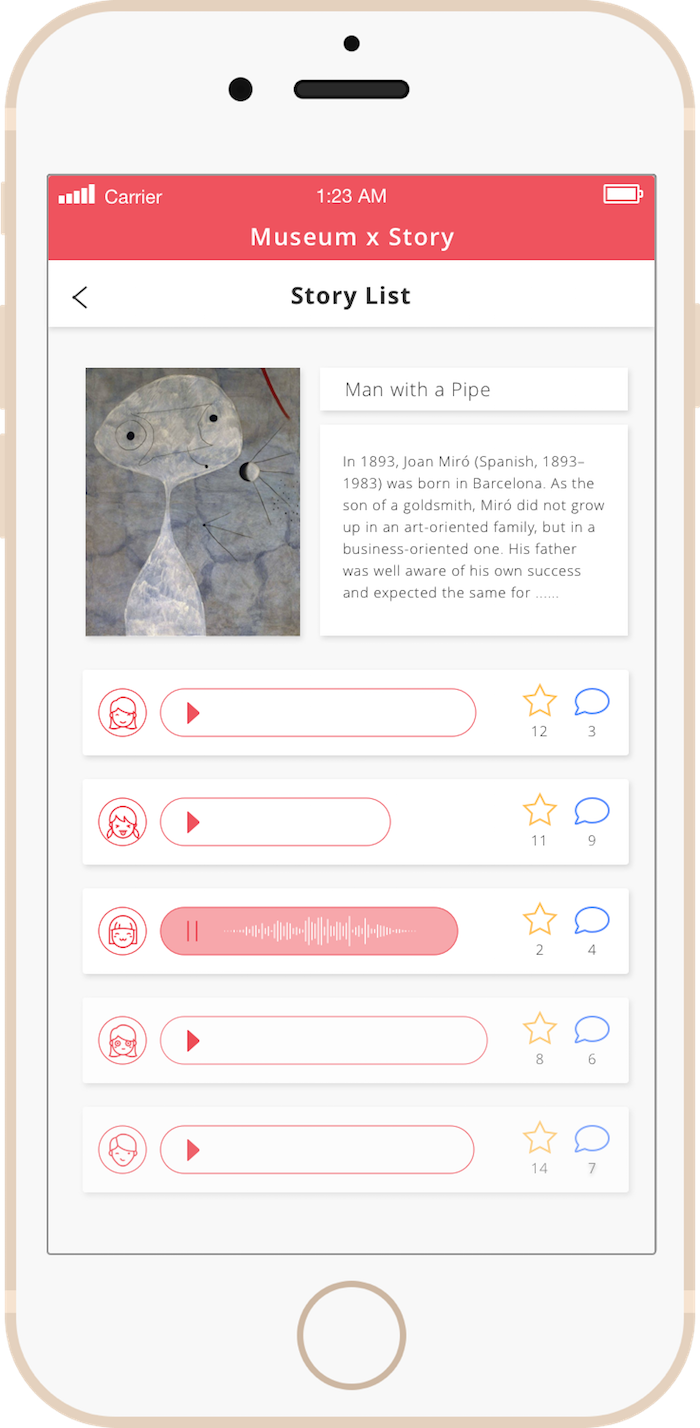 Carrier 1:23 AM
Museum x Story
Story List
Man with a Pipe
In 1893, Joan Miró (Spanish, 1893–
1983) was born in Barcelona. As the
son of a goldsmith, Miró did not grow
up in an art-oriented family, but in a
business-oriented one. His father
was well aware of his own success
and expected the same for ......
12 3
11 9
2 4
8 6
14 7